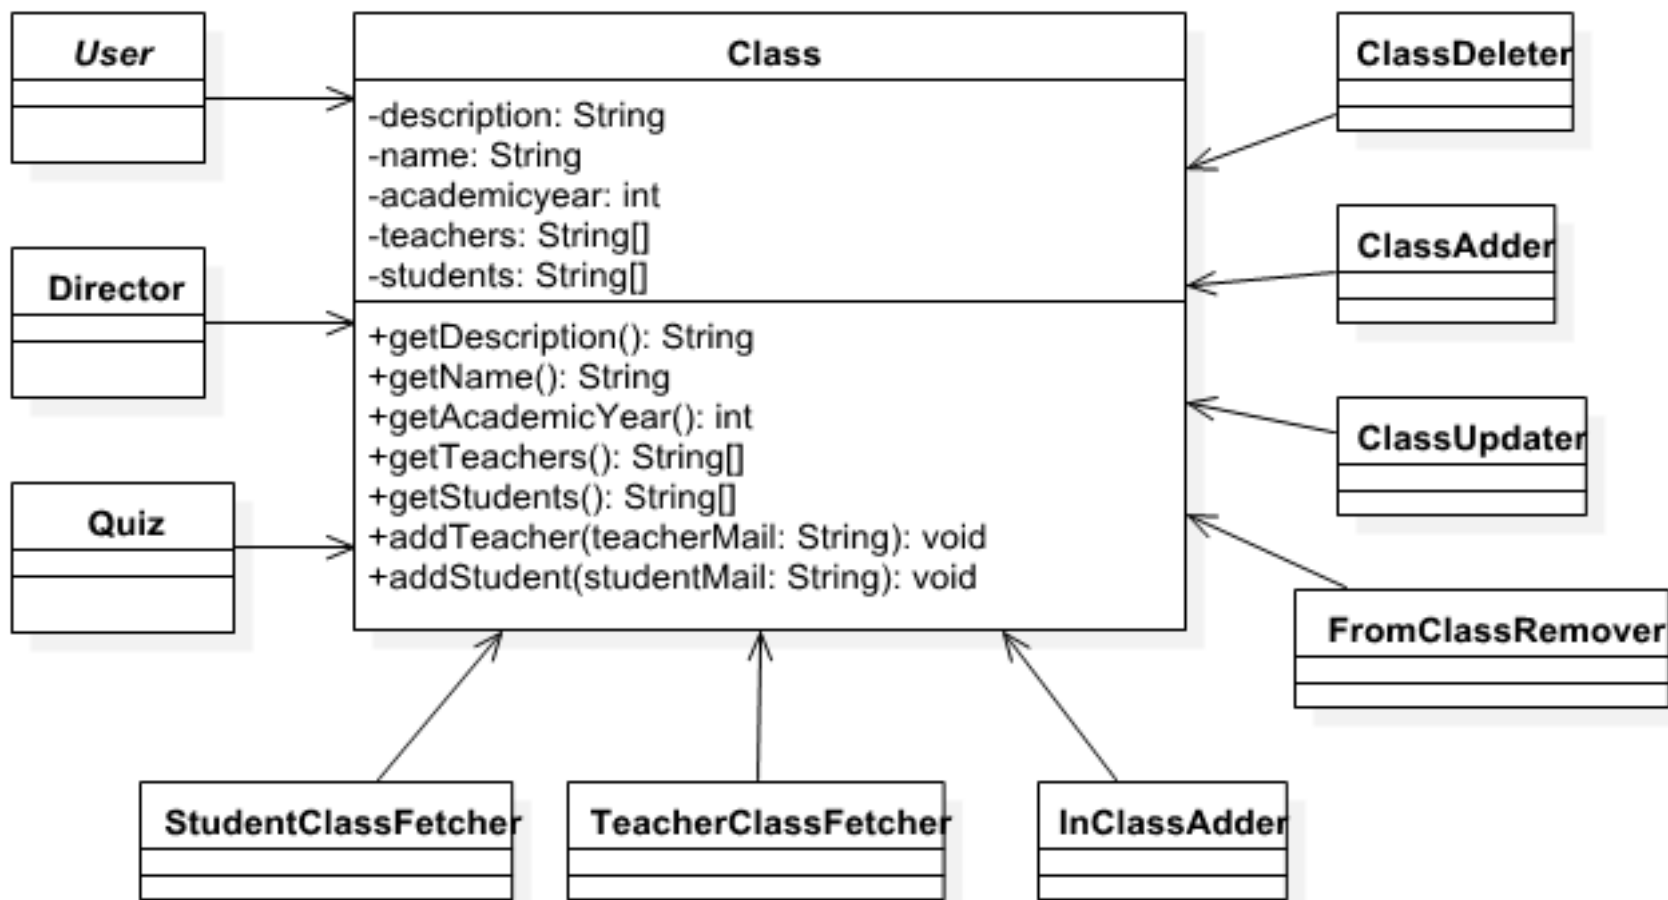 User
Class
-description: String
-name: String
-academicyear: int
-teachers: String[]
-students: String[]
+getDescription(): String
+getName(): String
+getAcademicYear(): int
+getTeachers(): String[]
+getStudents(): String[]
+addTeacher(teacherMail: String): void
+addStudent(studentMail: String): void
Director
Quiz
ClassDeleter
ClassAdder
ClassUpdater
FromClassRemover
StudentClassFetcher
TeacherClassFetcher
InClassAdder